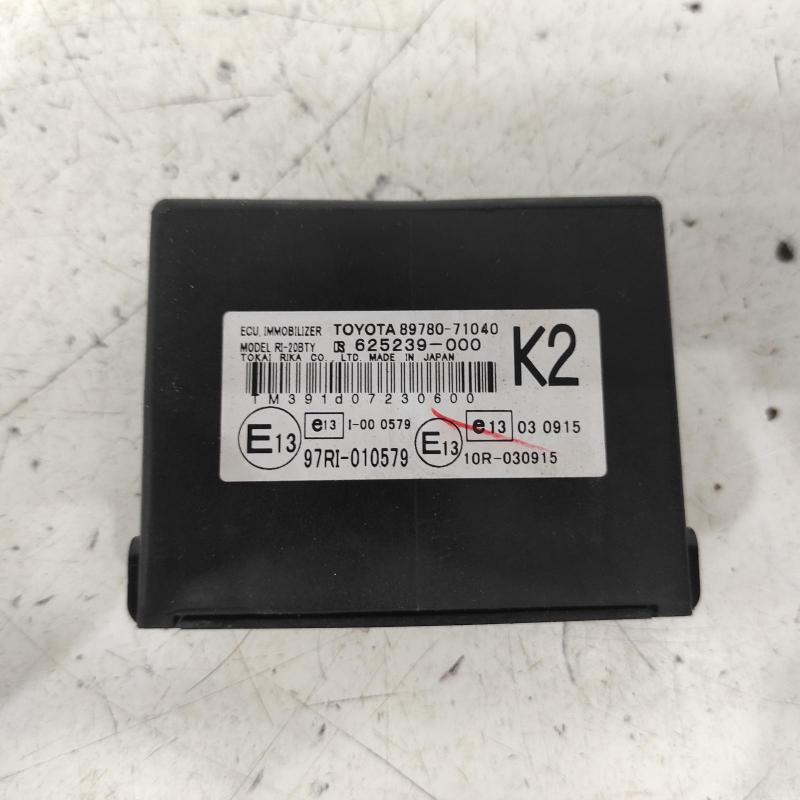 ECU, IMMOBILIZER TOYOTA 89780-71040
MODEL RI-20BTY R 625239-000
TOKAI RIKA CO., LTD. MADE IN JAPAN
K2
TM391d07230600
E13 e13 I-00 0579
97RI-010579
E13 e13 03 0915
10R-030915